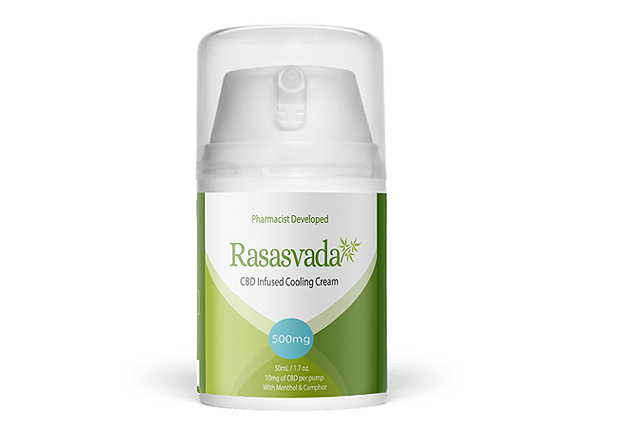 Pharmacist Developed
Rasasvada
CBD Infused Cooling Cream
500mg
50mL / 1.7 oz.
10mg of CBD per pump
With Menthol & Camphor